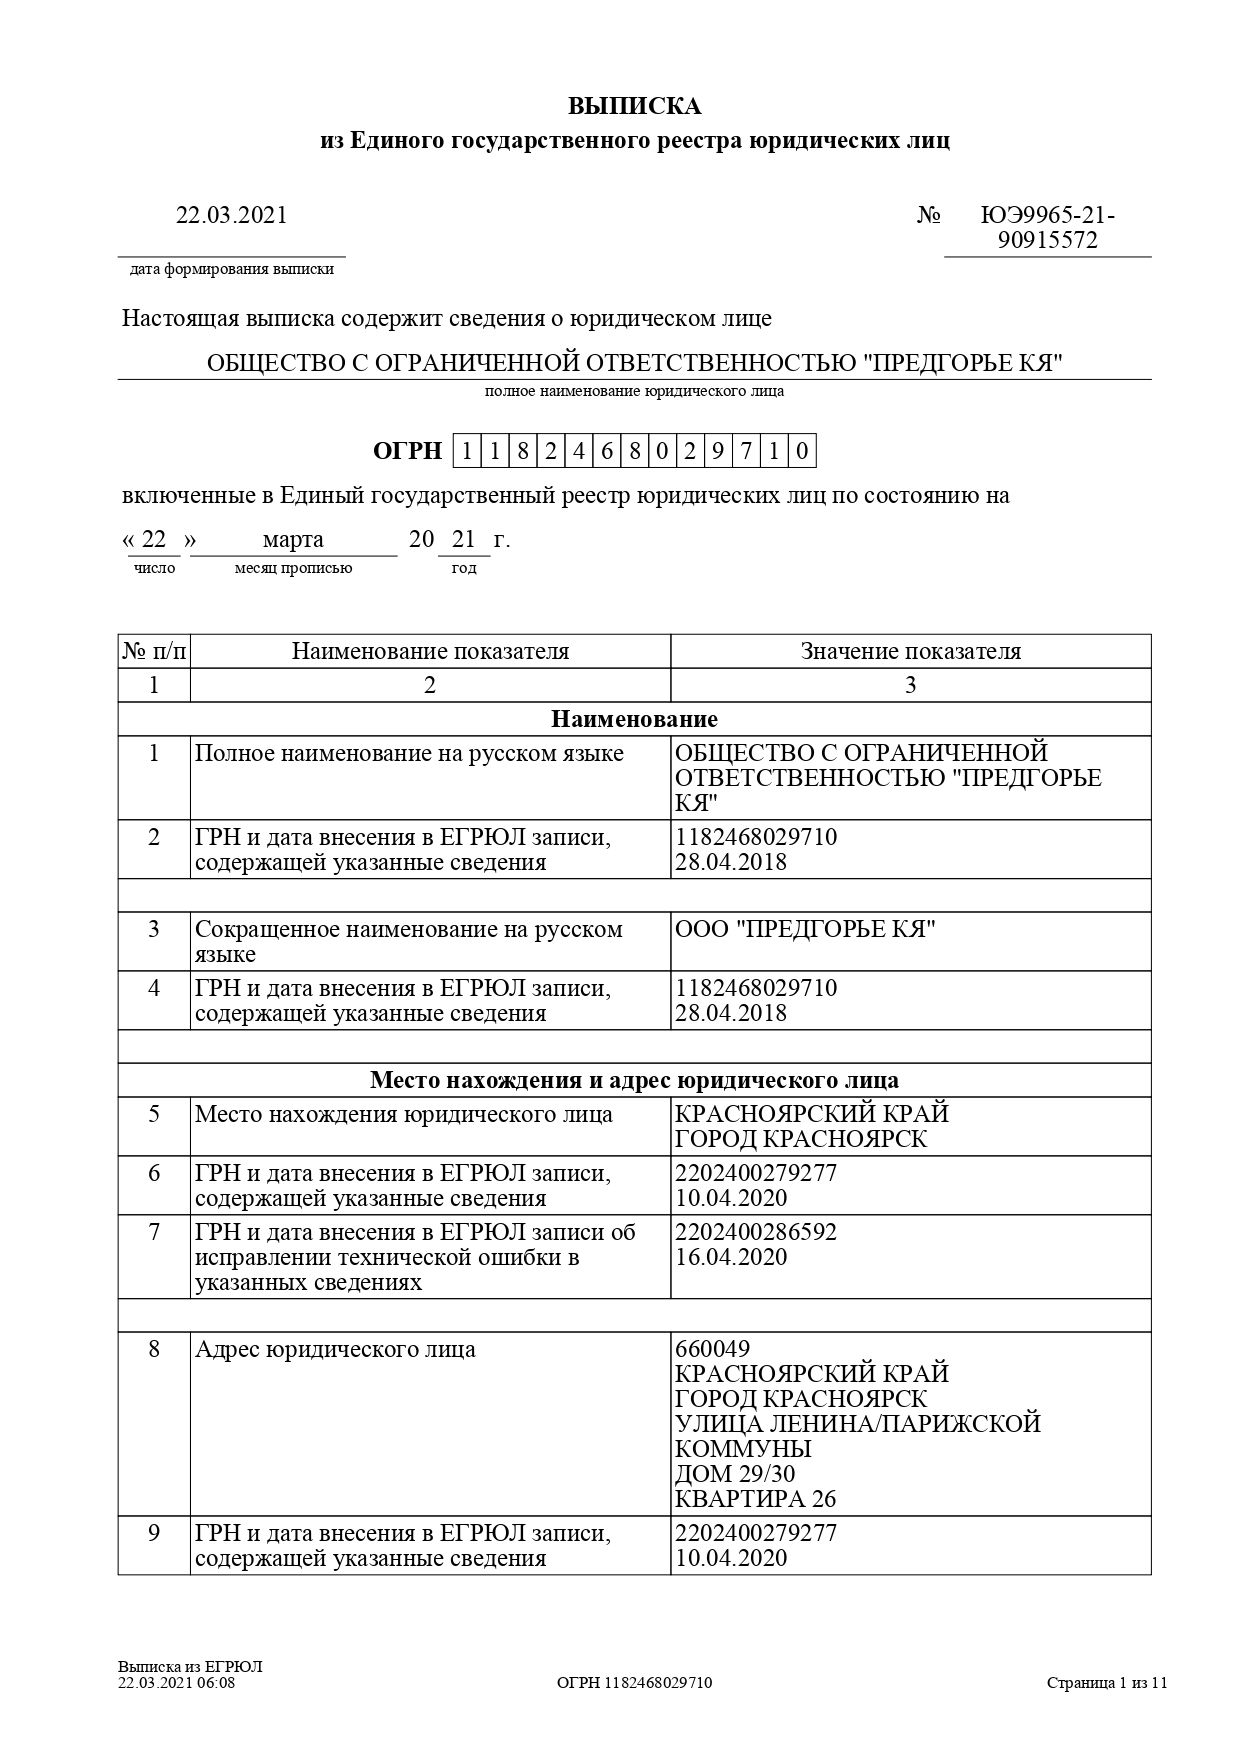 ВЫПИСКА
из Единого государственного реестра юридических лиц
22.03.2021
№ ЮЭ9965-21-
90915572
дата формирования выписки
Настоящая выписка содержит сведения о юридическом лице
ОБЩЕСТВО С ОГРАНИЧЕННОЙ ОТВЕТСТВЕННОСТЬЮ "ПРЕДГОРЬЕ КЯ"
полное наименование юридического лица
ОГРН 1 1 8 2 4 6 8 0 2 9 7 1 0
включенные в Единый государственный реестр юридических лиц по состоянию на
« 22 » марта 20 21 г.
число месяц прописью год
№ п/п Наименование показателя Значение показателя
1 2 3
Наименование
1 Полное наименование на русском языке ОБЩЕСТВО С ОГРАНИЧЕННОЙ
ОТВЕТСТВЕННОСТЬЮ "ПРЕДГОРЬЕ
КЯ"
2 ГРН и дата внесения в ЕГРЮЛ записи, 1182468029710
содержащей указанные сведения 28.04.2018
3 Сокращенное наименование на русском ООО "ПРЕДГОРЬЕ КЯ"
языке
4 ГРН и дата внесения в ЕГРЮЛ записи, 1182468029710
содержащей указанные сведения 28.04.2018
Место нахождения и адрес юридического лица
5 Место нахождения юридического лица КРАСНОЯРСКИЙ КРАЙ
ГОРОД КРАСНОЯРСК
6 ГРН и дата внесения в ЕГРЮЛ записи, 2202400279277
содержащей указанные сведения 10.04.2020
7 ГРН и дата внесения в ЕГРЮЛ записи об 2202400286592
исправлении технической ошибки в 16.04.2020
указанных сведениях
8 Адрес юридического лица 660049
КРАСНОЯРСКИЙ КРАЙ
ГОРОД КРАСНОЯРСК
УЛИЦА ЛЕНИНА/ПАРИЖСКОЙ
КОММУНЫ
ДОМ 29/30
КВАРТИРА 26
9 ГРН и дата внесения в ЕГРЮЛ записи, 2202400279277
содержащей указанные сведения 10.04.2020
Выписка из ЕГРЮЛ
22.03.2021 06:08 ОГРН 1182468029710 Страница 1 из 11